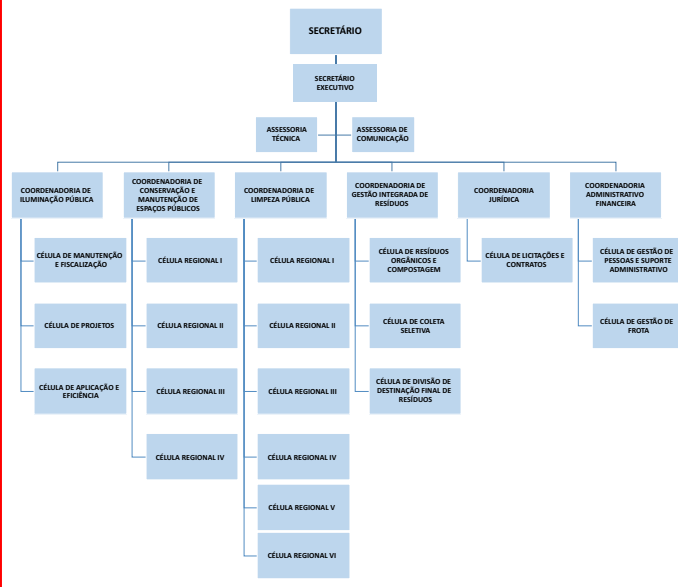 SECRETÁRIO
SECRETÁRIO
EXECUTIVO
ASSESSORIA
TÉCNICA
ASSESSORIA DE
COMUNICAÇÃO
COORDENADORIA DE
ILUMINAÇÃO PÚBLICA
COORDENADORIA DE
CONSERVAÇÃO E
MANUTENÇÃO DE
ESPAÇOS PÚBLICOS
COORDENADORIA DE
LIMPEZA PÚBLICA
COORDENADORIA DE
GESTÃO INTEGRADA DE
RESÍDUOS
COORDENADORIA
JURÍDICA
COORDENADORIA
ADMINISTRATIVO
FINANCEIRA
CÉLULA DE MANUTENÇÃO
E FISCALIZAÇÃO
CÉLULA DE PROJETOS
CÉLULA DE APLICAÇÃO E
EFICIÊNCIA
CÉLULA REGIONAL I
CÉLULA REGIONAL II
CÉLULA REGIONAL III
CÉLULA REGIONAL IV
CÉLULA REGIONAL I
CÉLULA REGIONAL II
CÉLULA REGIONAL III
CÉLULA REGIONAL IV
CÉLULA REGIONAL V
CÉLULA REGIONAL VI
CÉLULA DE RESÍDUOS
ORGÂNICOS E
COMPOSTAGEM
CÉLULA DE COLETA
SELETIVA
CÉLULA DE DIVISÃO DE
DESTINAÇÃO FINAL DE
RESÍDUOS
CÉLULA DE LICITAÇÕES E
CONTRATOS
CÉLULA DE GESTÃO DE
PESSOAS E SUPORTE
ADMINISTRATIVO
CÉLULA DE GESTÃO DE
FROTA